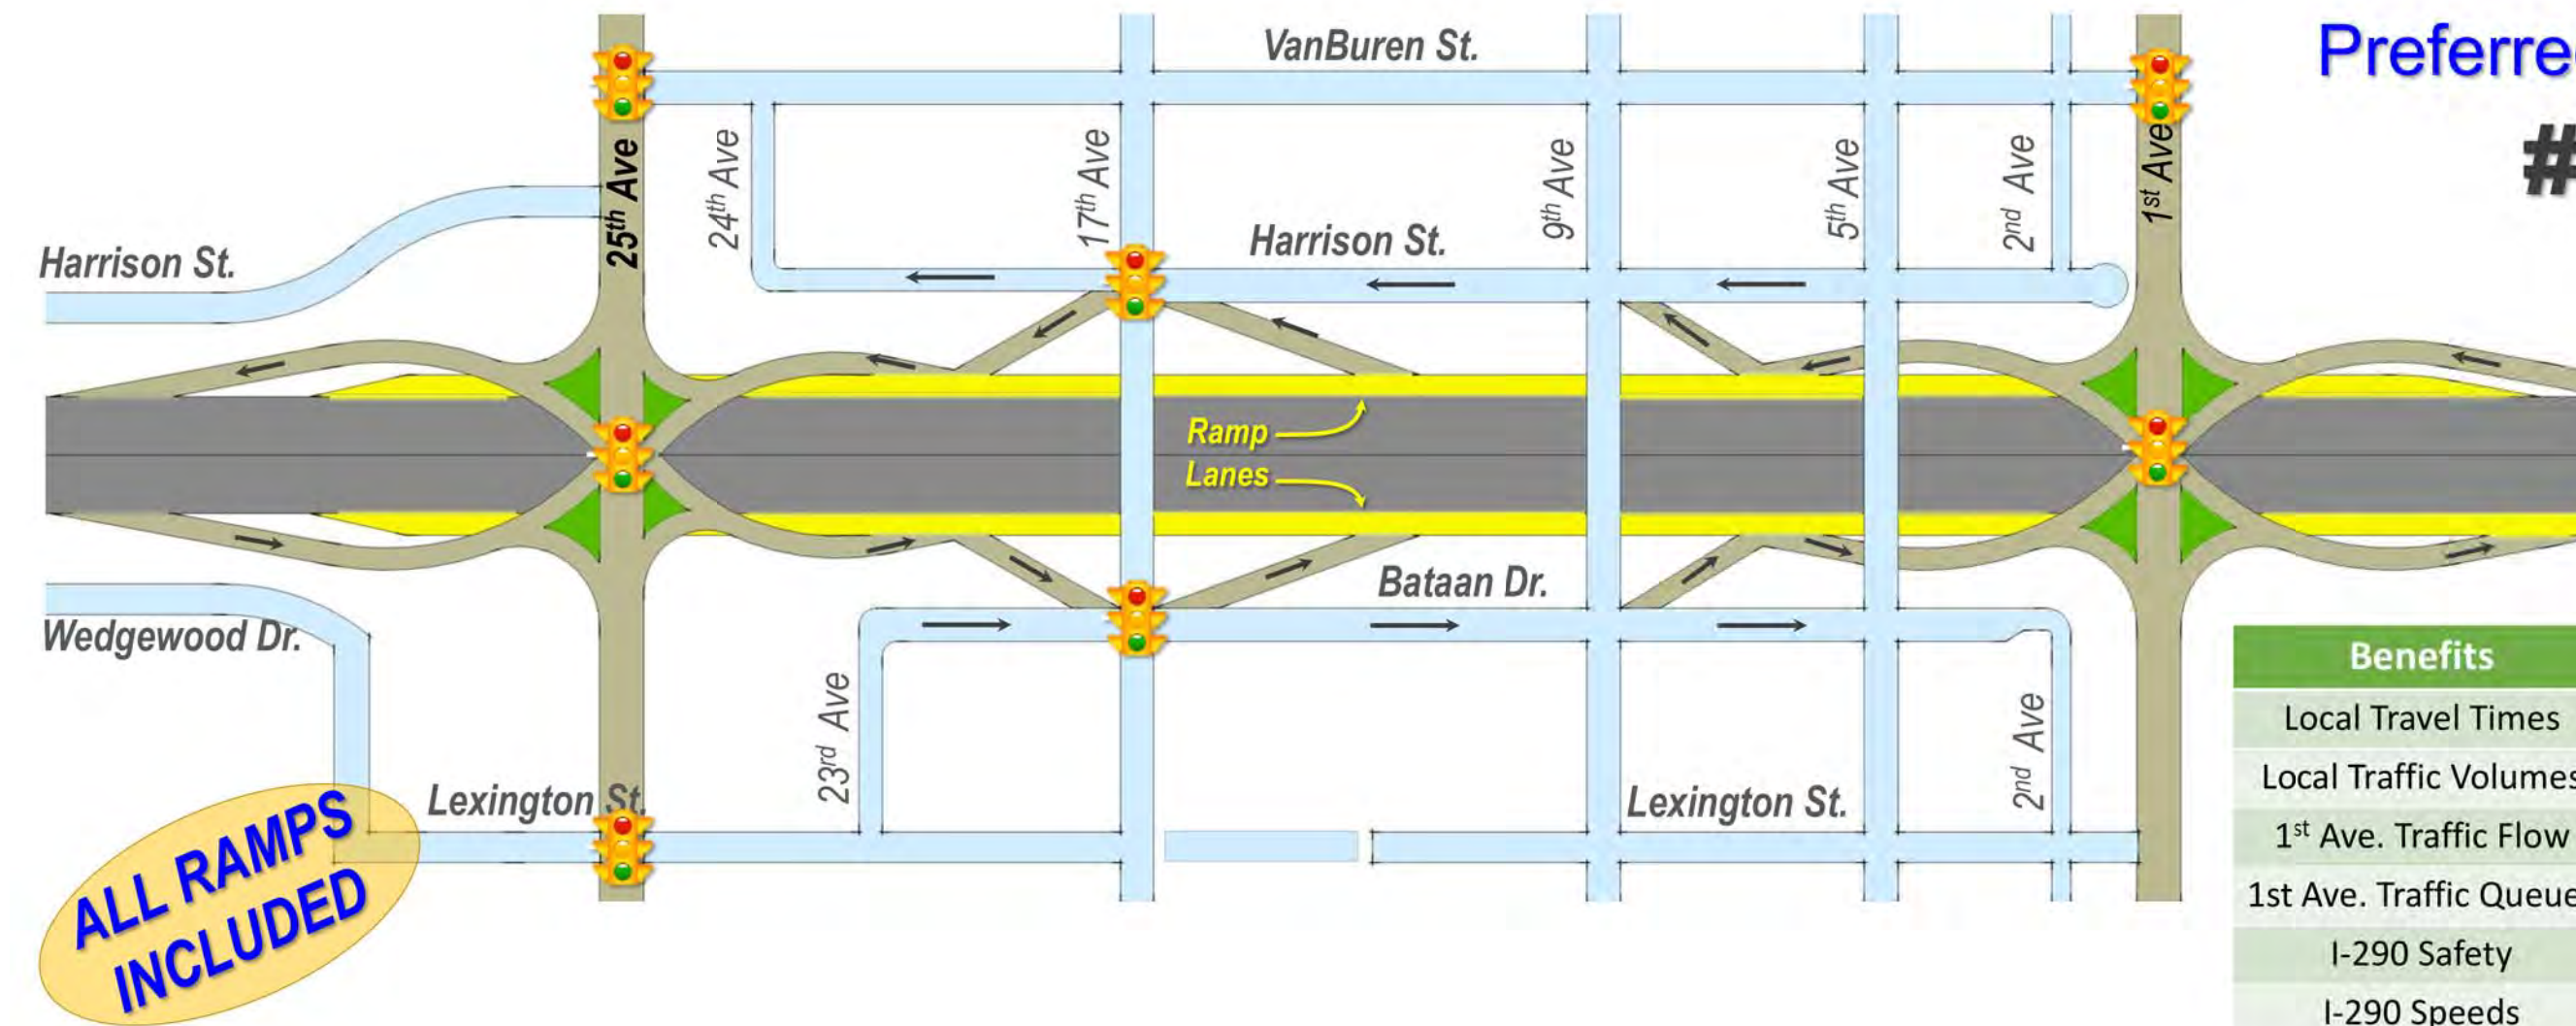 VanBuren St.
Preferre
#
25th Ave
24th Ave
17th Ave
9th Ave
5th Ave
2nd Ave
1st Ave
Harrison St.
Harrison St.
Ramp
Lanes
Bataan Dr.
Wedgewood Dr.
23rd Ave
2nd Ave
Lexington St.
Lexington St.
ALL RAMPS
INCLUDED
Benefits
Local Travel Times
Local Traffic Volumes
1st Ave. Traffic Flow
1st Ave. Traffic Queue
I-290 Safety
I-290 Speeds